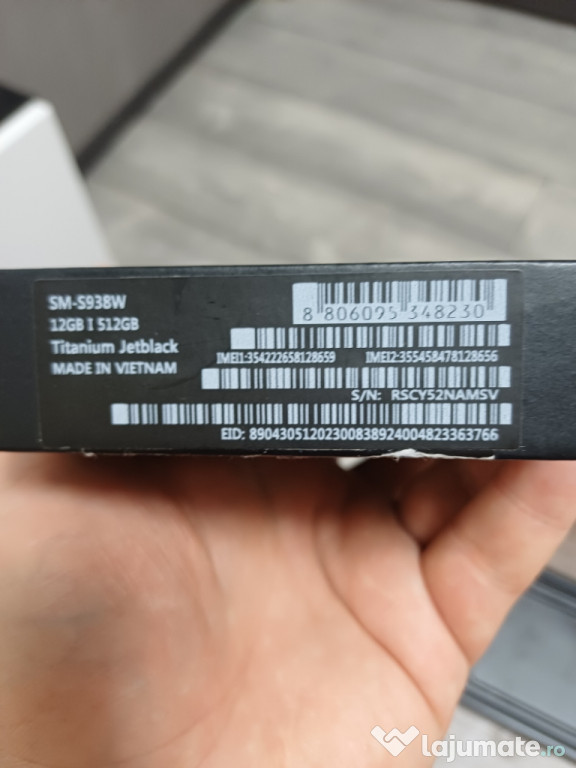 SM-S938W
12GB I 512GB
Titanium Jetblack
MADE IN VIETNAM
8 806095 348230
IMEI1:354222658128659 IMEI2:355458478128656
S/N: RSCY52NAMSV
EID: 89043051202300838924004823363766
lajumate.ro